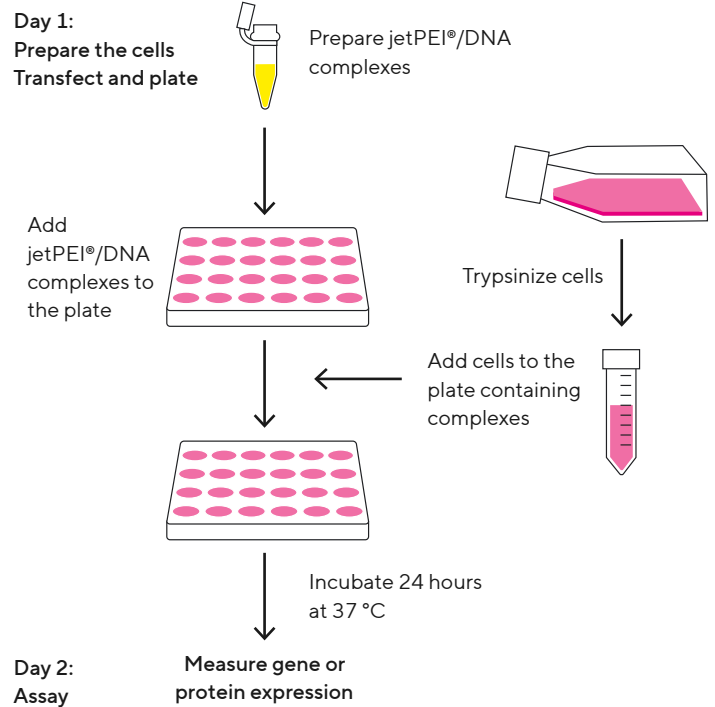 Day 1:
Prepare the cells
Transfect and plate
Prepare jetPEI®/DNA
complexes
Add
jetPEI®/DNA
complexes to
the plate
Trypsinize cells
Add cells to the
plate containing
complexes
Incubate 24 hours
at 37 °C
Day 2:
Assay
Measure gene or
protein expression